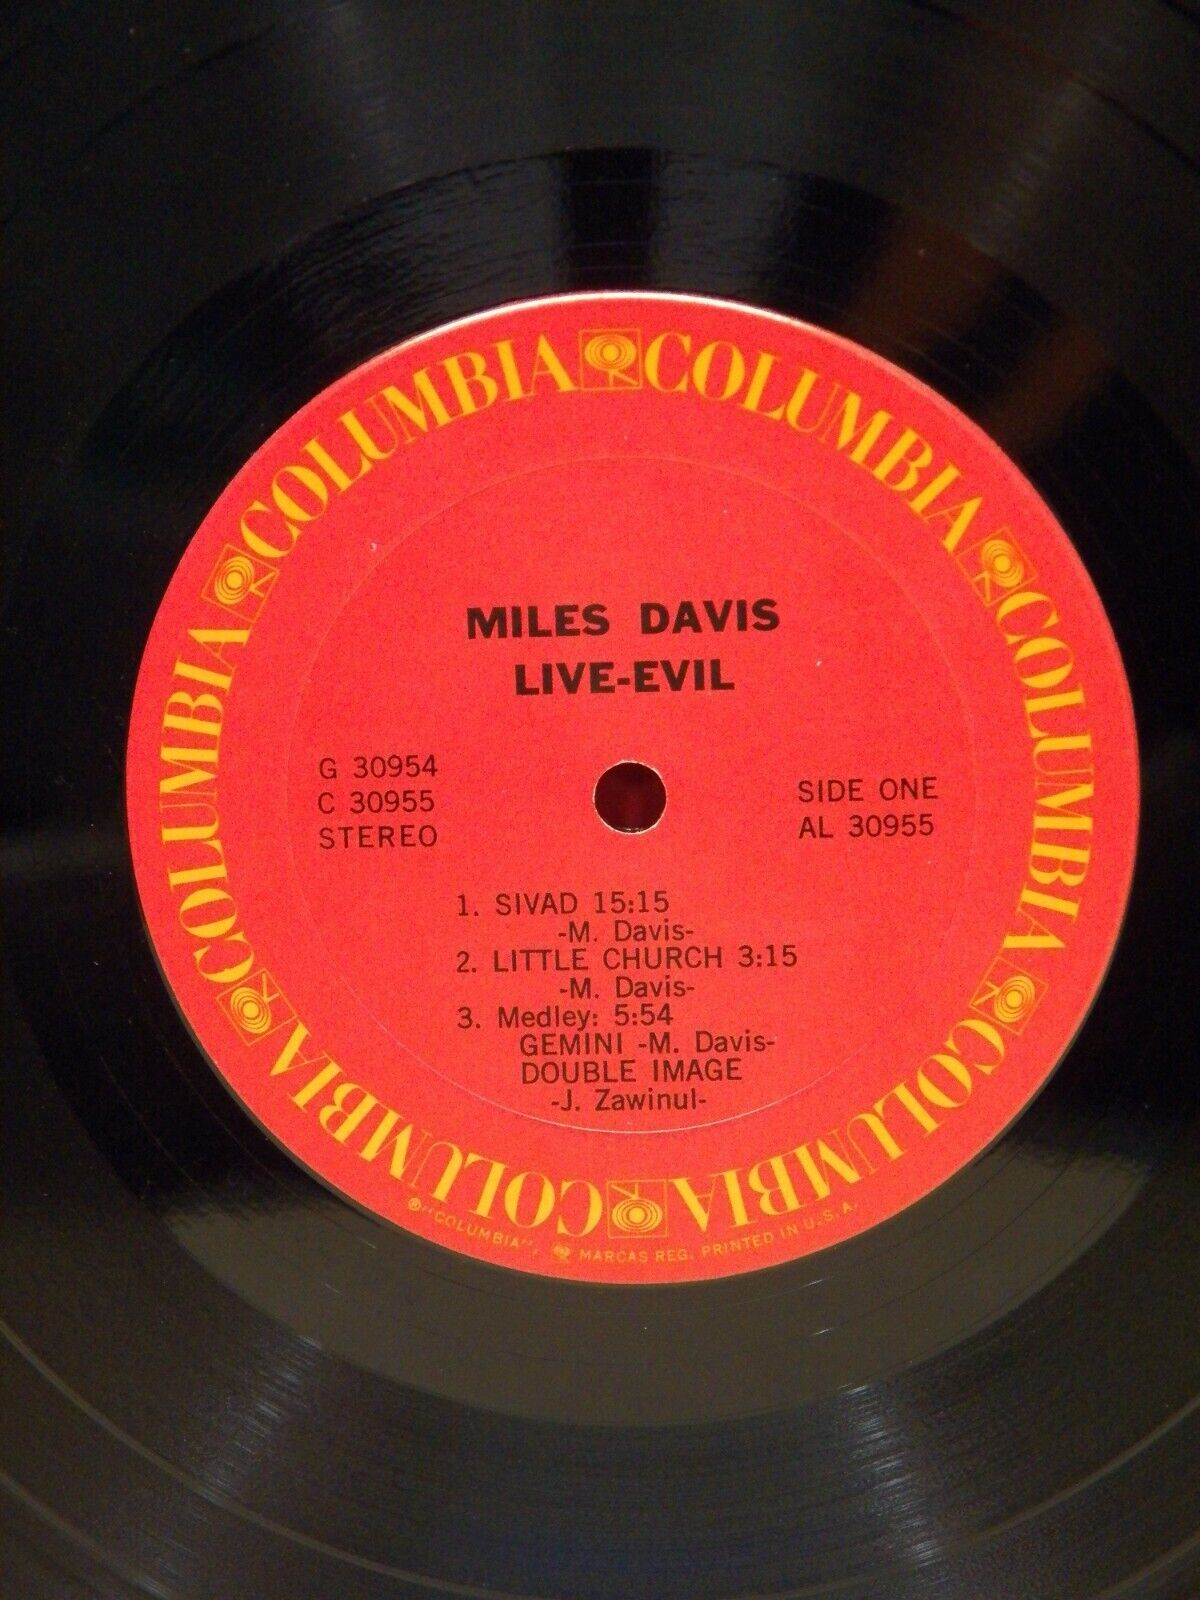 COLUMBIA COLUMBIA COLUMBIA COLUMBIA COLUMBIA COLUMBIA
MILES DAVIS
LIVE-EVIL
G 30954
C 30955
STEREO
SIDE ONE
AL 30955
1. SIVAD 15:15
-M. Davis-
2. LITTLE CHURCH 3:15
-M. Davis-
3. Medley: 5:54
GEMINI -M. Davis-
DOUBLE IMAGE
-J. Zawinul-
®"COLUMBIA", MARCAS REG. PRINTED IN U.S.A.